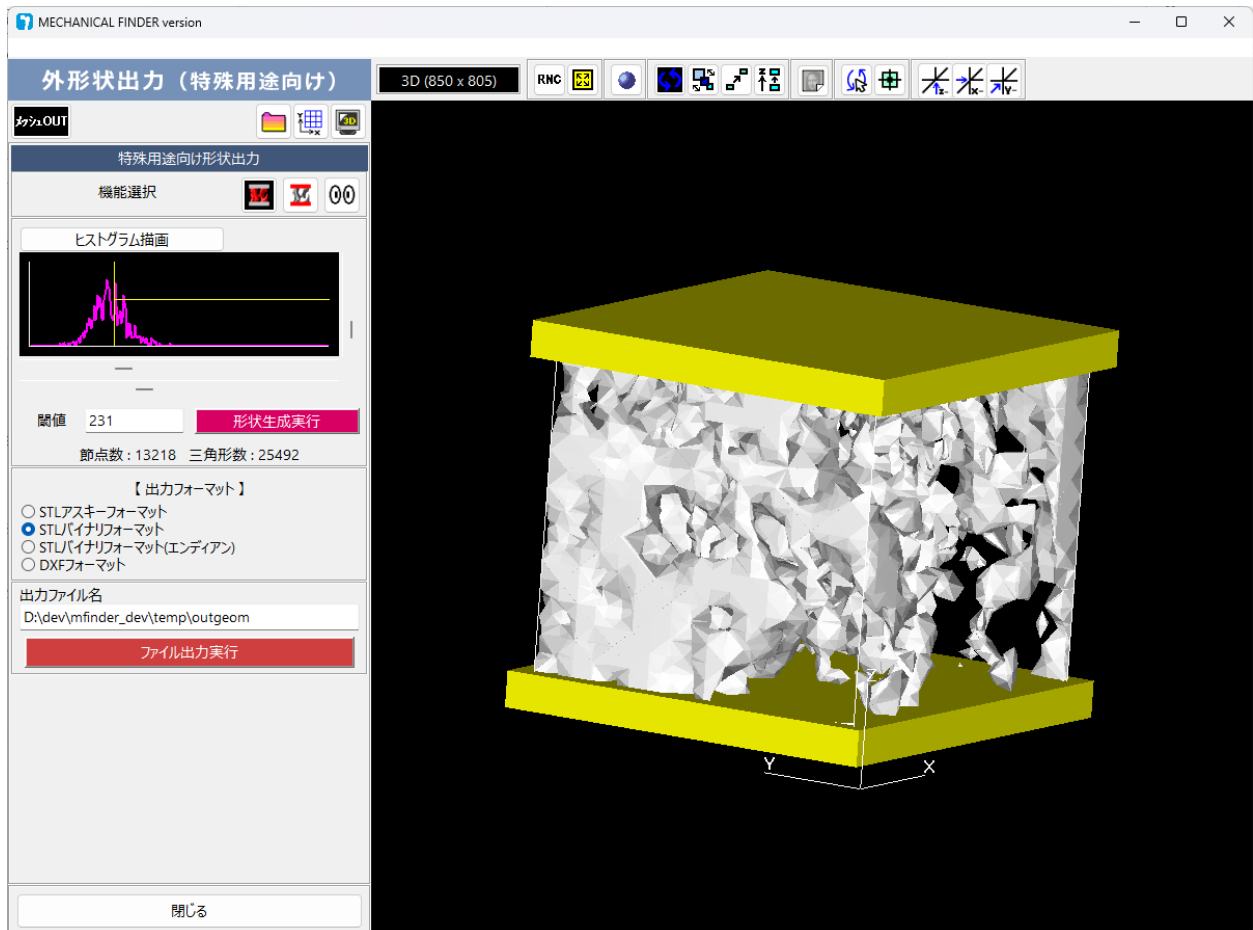 MECHANICAL FINDER version
外形状出力（特殊用途向け）
3D (850 x 805)
RNC
メッシュOUT
3D
特殊用途向け形状出力
機能選択
ヒストグラム描画
閾値 231 形状生成実行
節点数 : 13218 三角形数 : 25492
【 出力フォーマット 】
STLアスキーフォーマット
STLバイナリフォーマット
STLバイナリフォーマット(エンディアン)
DXFフォーマット
出力ファイル名
D:\dev\mfinder_dev\temp\outgeom
ファイル出力実行
閉じる
Z
Y
X